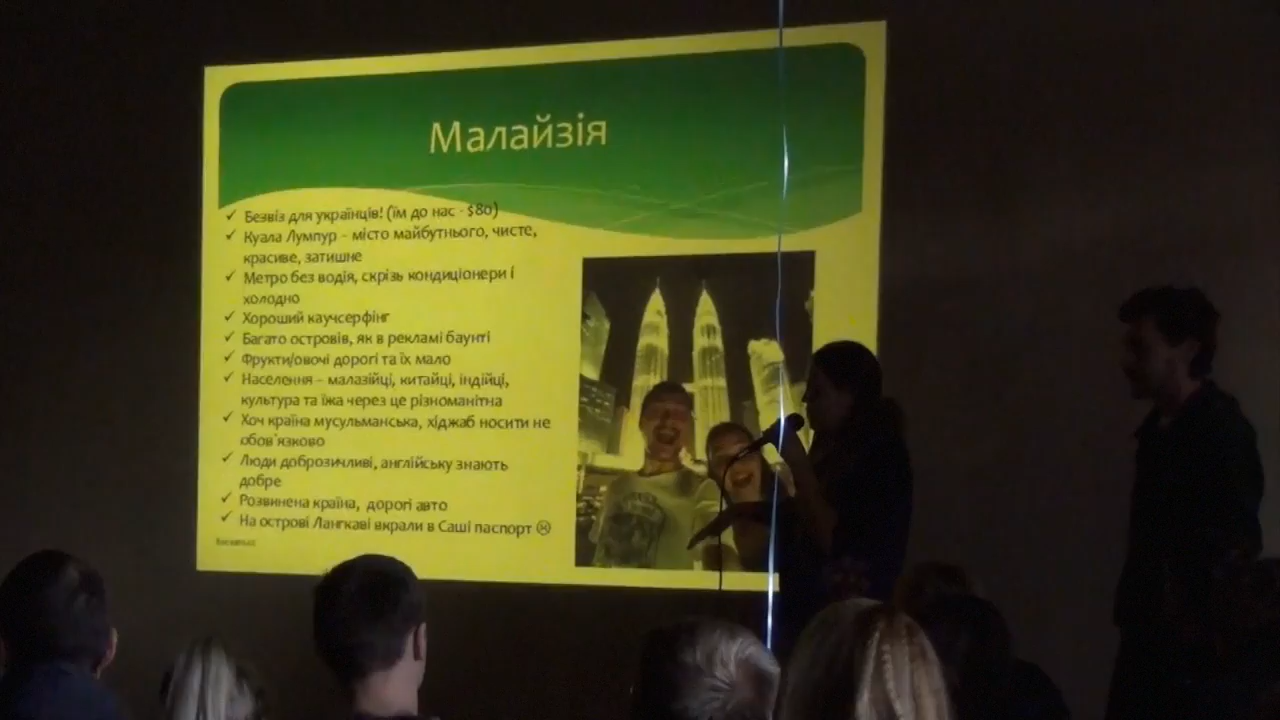 Малайзія
✓ Безвіз для українців! (їм до нас - $80)
✓ Куала Лумпур – місто майбутнього, чисте,
красиве, затишне
✓ Метро без водія, скрізь кондиціонери і
холодно
✓ Хороший каучсерфінг
✓ Багато островів, як в рекламі баунті
✓ Фрукти/овочі дорогі та їх мало
✓ Населення – малазійці, китайці, індійці,
культура та їжа через це різноманітна
✓ Хоч країна мусульманська, хіджаб носити не
обов'язково
✓ Люди доброзичливі, англійську знають
добре
✓ Розвинена країна, дорогі авто
✓ На острові Лангкаві вкрали в Саші паспорт ☹